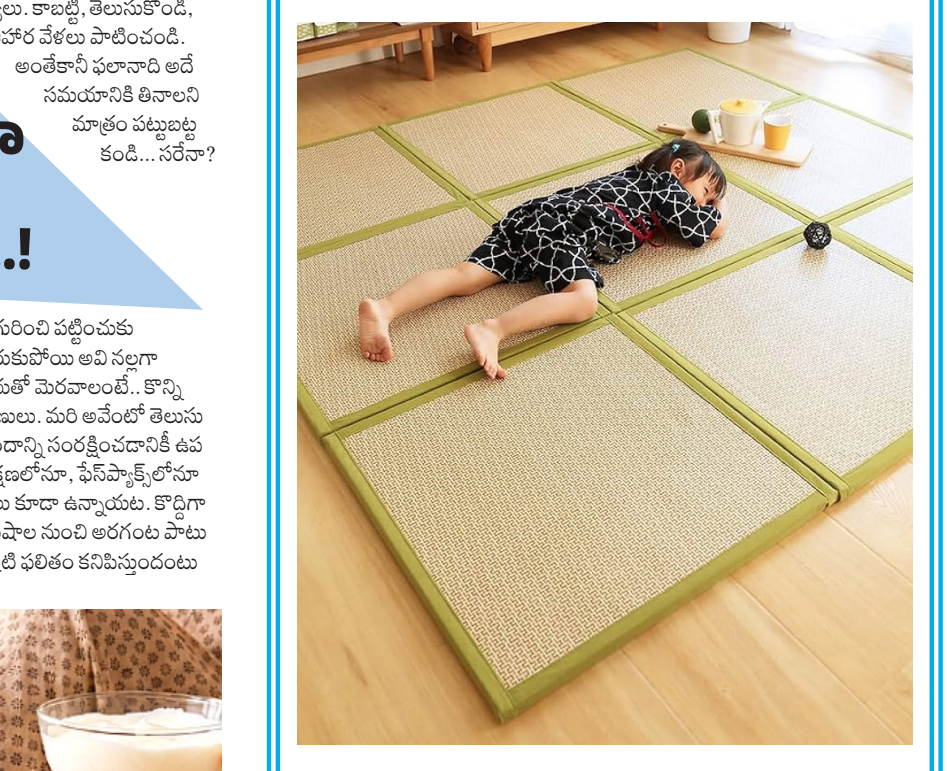 లు. కాబట్టి, తెలుసుకోండి,
హార వేళలు పాటించండి.
అంతేకానీ ఫలానాది అదే
సమయానికి తినాలని
మాత్రం పట్టుబట్ట
కండి... సరేనా?
..!
గురించి పట్టించుకు
కుపోయి అవి నల్లగా
తో మెరవాలంటే.. కొన్ని
లు. మరి అవేంటో తెలుసు
దాన్ని సంరక్షించడానికీ ఉప
క్షణలోనూ, ఫేస్‌ప్యాక్స్‌లోనూ
లు కూడా ఉన్నాయట. కొద్దిగా
షాల నుంచి అరగంట పాటు
టి ఫలితం కనిపిస్తుందంటు